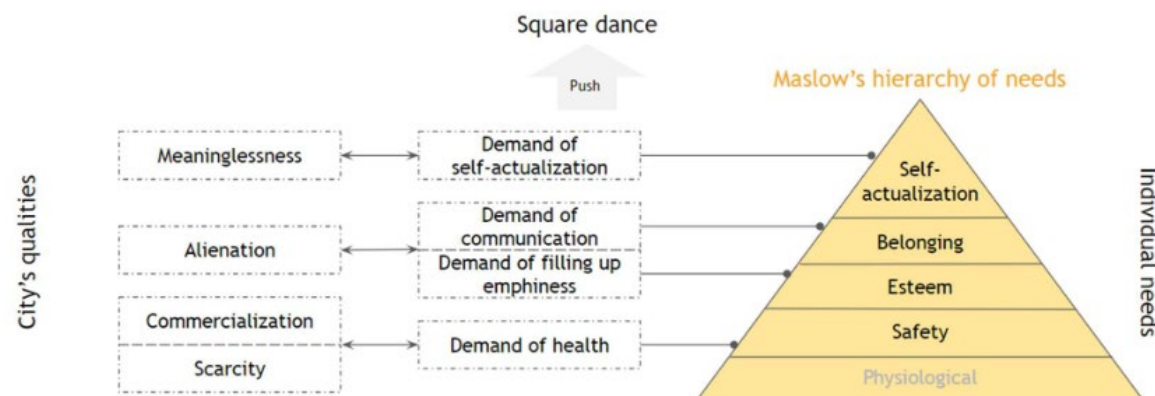 Square dance
Push
Maslow's hierarchy of needs
City's qualities
Meaninglessness
Demand of
self-actualization
Self-
actualization
Individual needs
Alienation
Demand of
communication
Demand of filling up
emphiness
Belonging
Esteem
Commercialization
Scarcity
Demand of health
Safety
Physiological